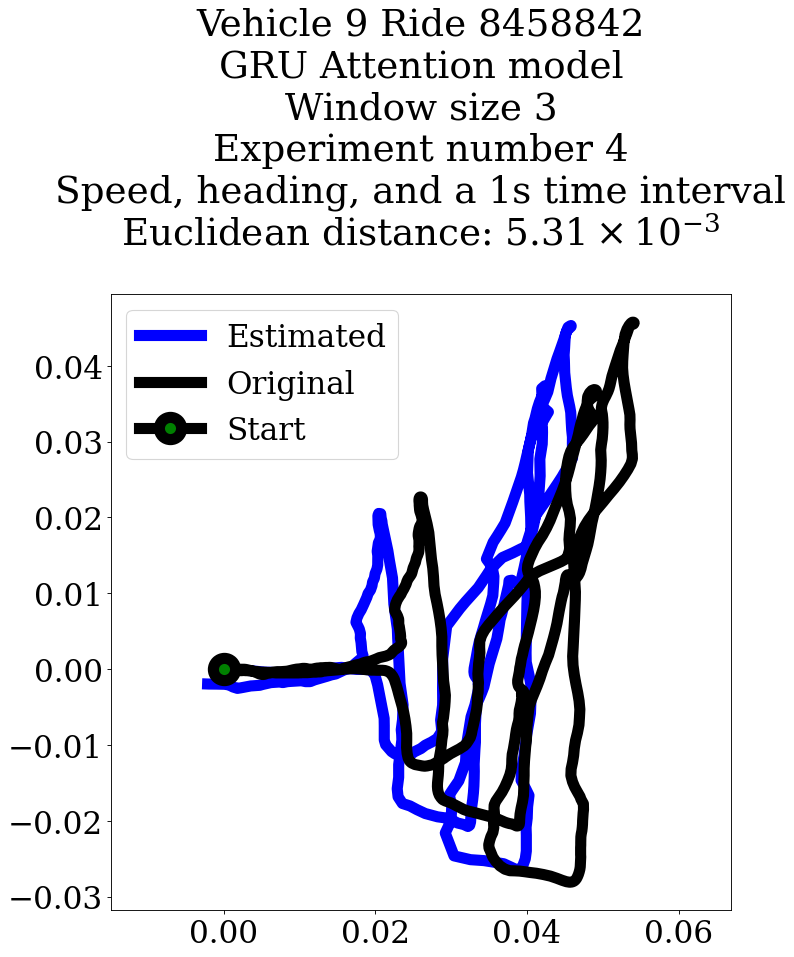 Vehicle 9 Ride 8458842
GRU Attention model
Window size 3
Experiment number 4
Speed, heading, and a 1s time interval
Euclidean distance: 5.31 × 10⁻³
Estimated
Original
Start
0.04
0.03
0.02
0.01
0.00
−0.01
−0.02
−0.03
0.00 0.02 0.04 0.06